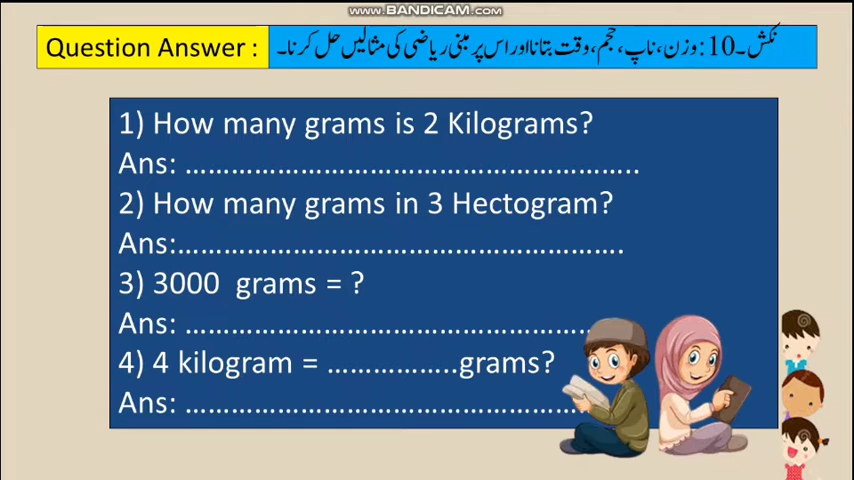 www.BANDICAM.com
Question Answer :
نکش۔10: وزن، ناپ، حجم، وقت بتانا اور اس پر مبنی ریاضی کی مثالیں حل کرنا۔
1) How many grams is 2 Kilograms?
Ans: …………………………………………………..
2) How many grams in 3 Hectogram?
Ans:………………………………………………….
3) 3000 grams = ?
Ans: ……………………………………………..
4) 4 kilogram = ……………..grams?
Ans: ……………………………………………..